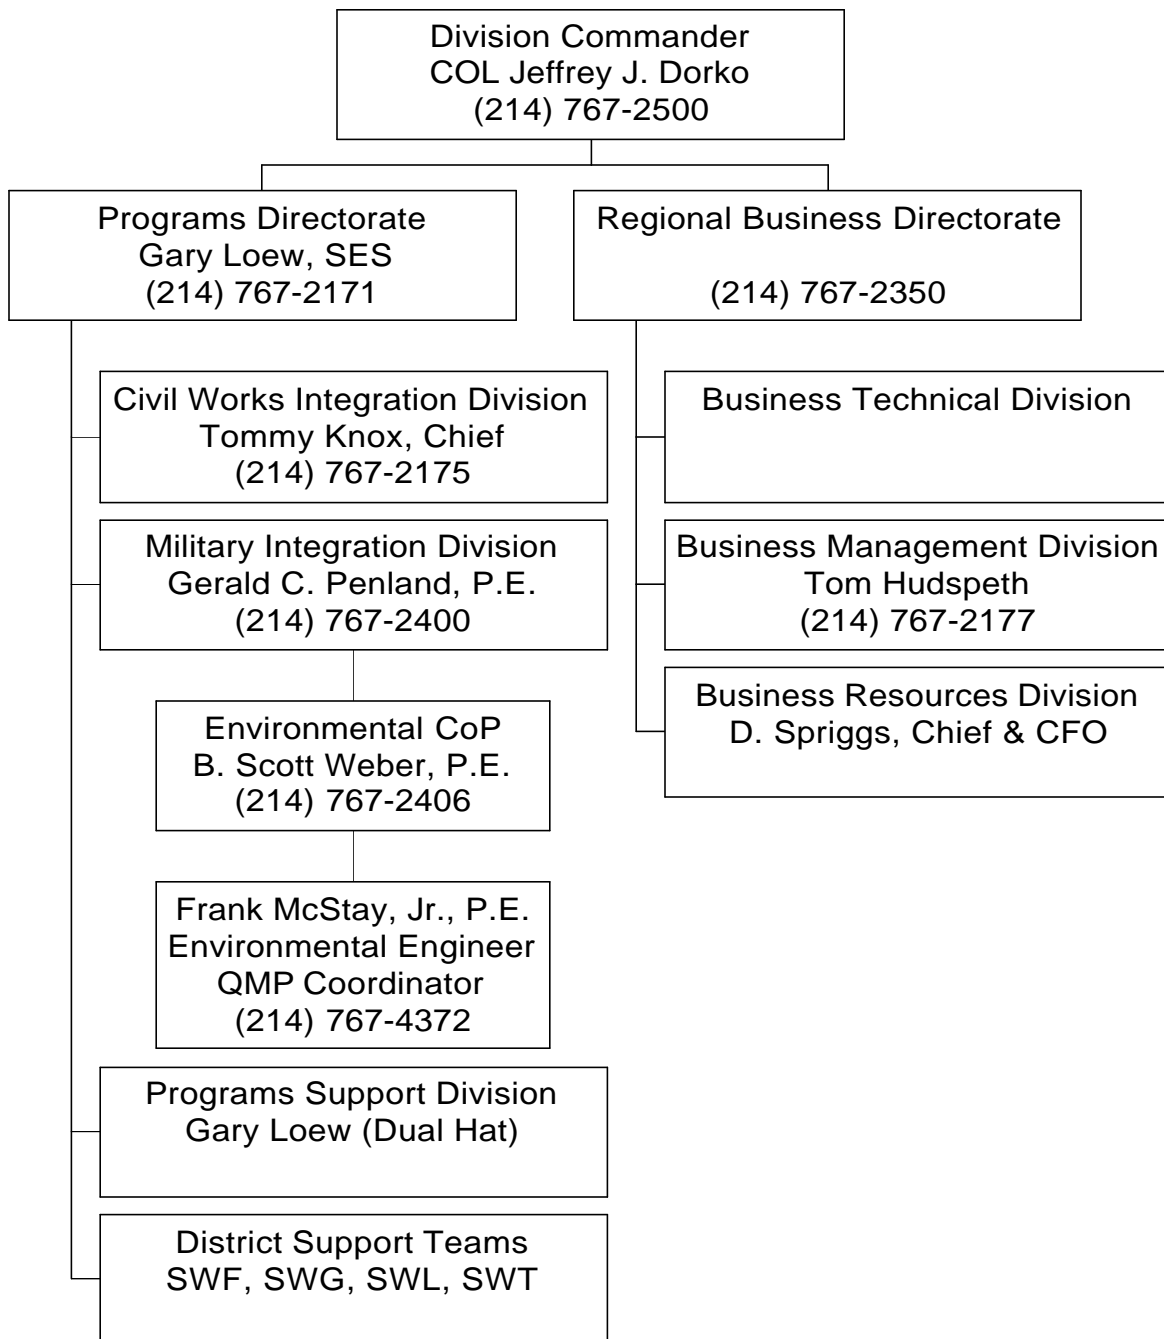 Division Commander
COL Jeffrey J. Dorko
(214) 767-2500
Programs Directorate
Gary Loew, SES
(214) 767-2171
Regional Business Directorate
(214) 767-2350
Civil Works Integration Division
Tommy Knox, Chief
(214) 767-2175
Military Integration Division
Gerald C. Penland, P.E.
(214) 767-2400
Environmental CoP
B. Scott Weber, P.E.
(214) 767-2406
Frank McStay, Jr., P.E.
Environmental Engineer
QMP Coordinator
(214) 767-4372
Programs Support Division
Gary Loew (Dual Hat)
District Support Teams
SWF, SWG, SWL, SWT
Business Technical Division
Business Management Division
Tom Hudspeth
(214) 767-2177
Business Resources Division
D. Spriggs, Chief & CFO